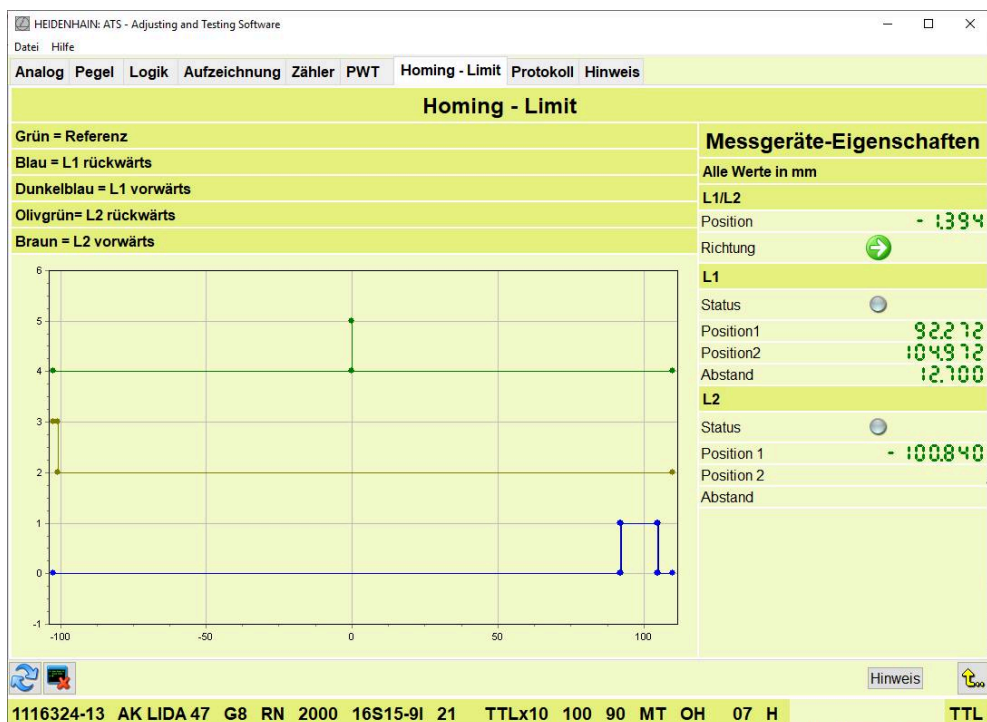 HEIDENHAIN: ATS - Adjusting and Testing Software
Datei Hilfe
Analog Pegel Logik Aufzeichnung Zähler PWT Homing - Limit Protokoll Hinweis
Homing - Limit
Grün = Referenz
Blau = L1 rückwärts
Dunkelblau = L1 vorwärts
Olivgrün= L2 rückwärts
Braun = L2 vorwärts
6
5
4
3
2
1
0
-1
-100 -50 0 50 100
Messgeräte-Eigenschaften
Alle Werte in mm
L1/L2
Position - 1.394
Richtung
L1
Status
Position1 92.272
Position2 104.972
Abstand 12.700
L2
Status
Position 1 - 100.840
Position 2
Abstand
Hinweis
1116324-13 AK LIDA 47 G8 RN 2000 16S15-9I 21 TTLx10 100 90 MT OH 07 H TTL